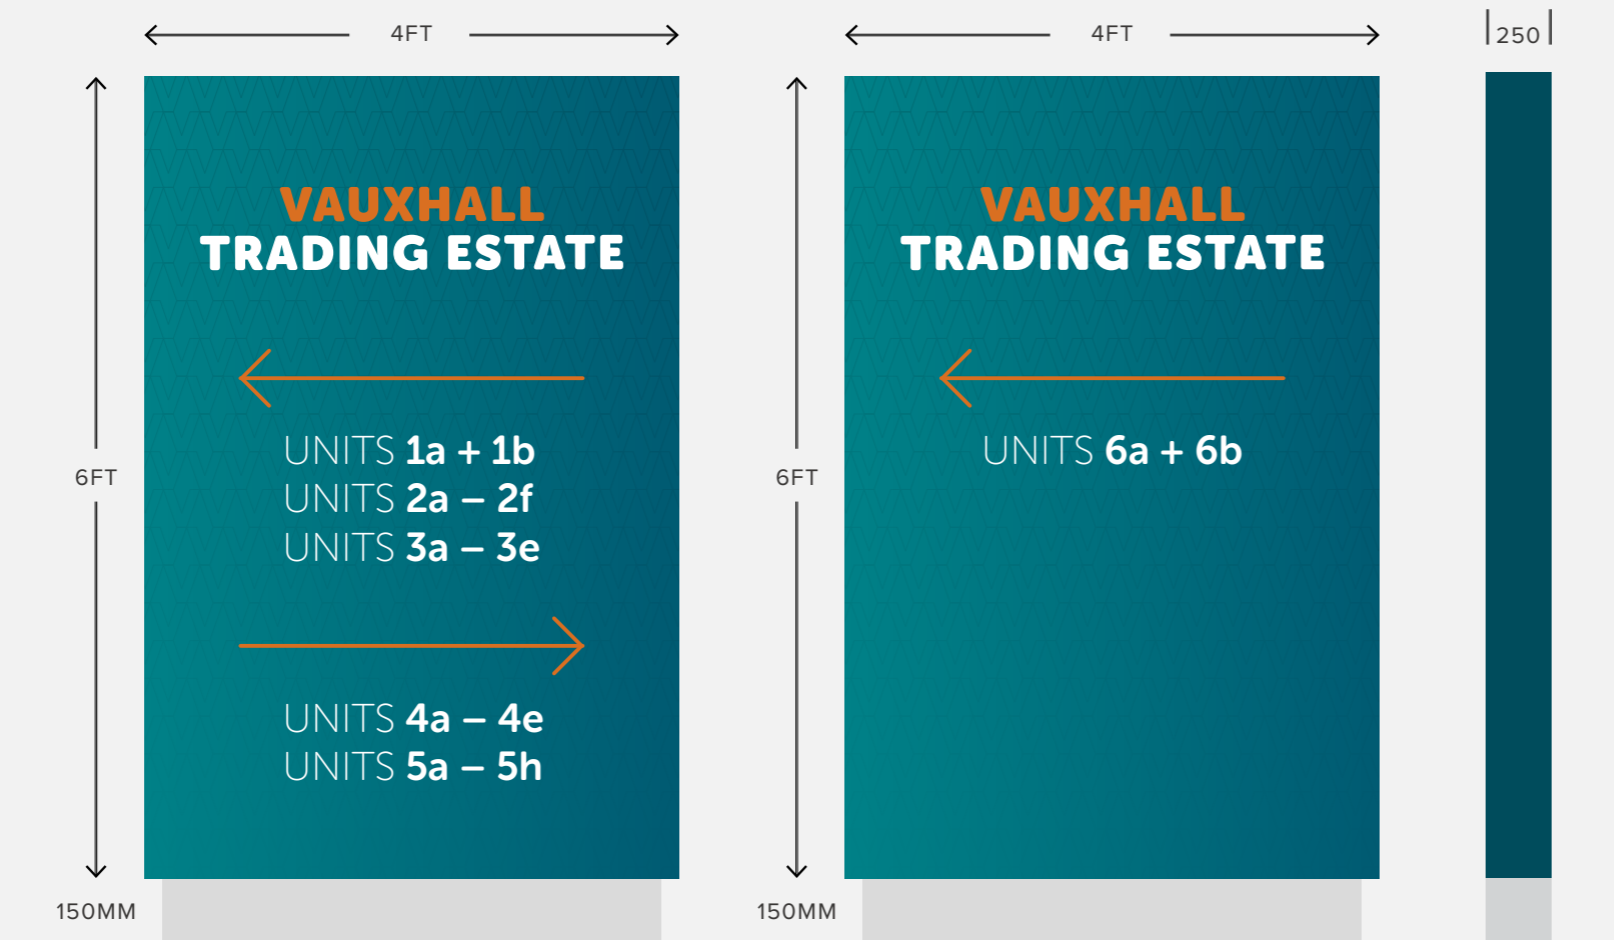 4FT
4FT
250
VAUXHALL
TRADING ESTATE
UNITS 1a + 1b
UNITS 2a – 2f
UNITS 3a – 3e
UNITS 4a – 4e
UNITS 5a – 5h
6FT
150MM
VAUXHALL
TRADING ESTATE
UNITS 6a + 6b
6FT
150MM